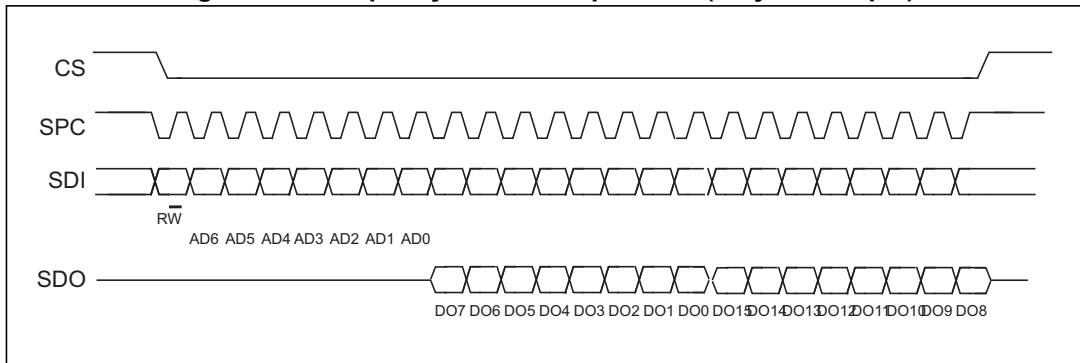 CS
SPC
SDI
RW
AD6 AD5 AD4 AD3 AD2 AD1 AD0
SDO
DO7 DO6 DO5 DO4 DO3 DO2 DO1 DO0 DO15 DO14 DO13 DO12 DO11 DO10 DO9 DO8